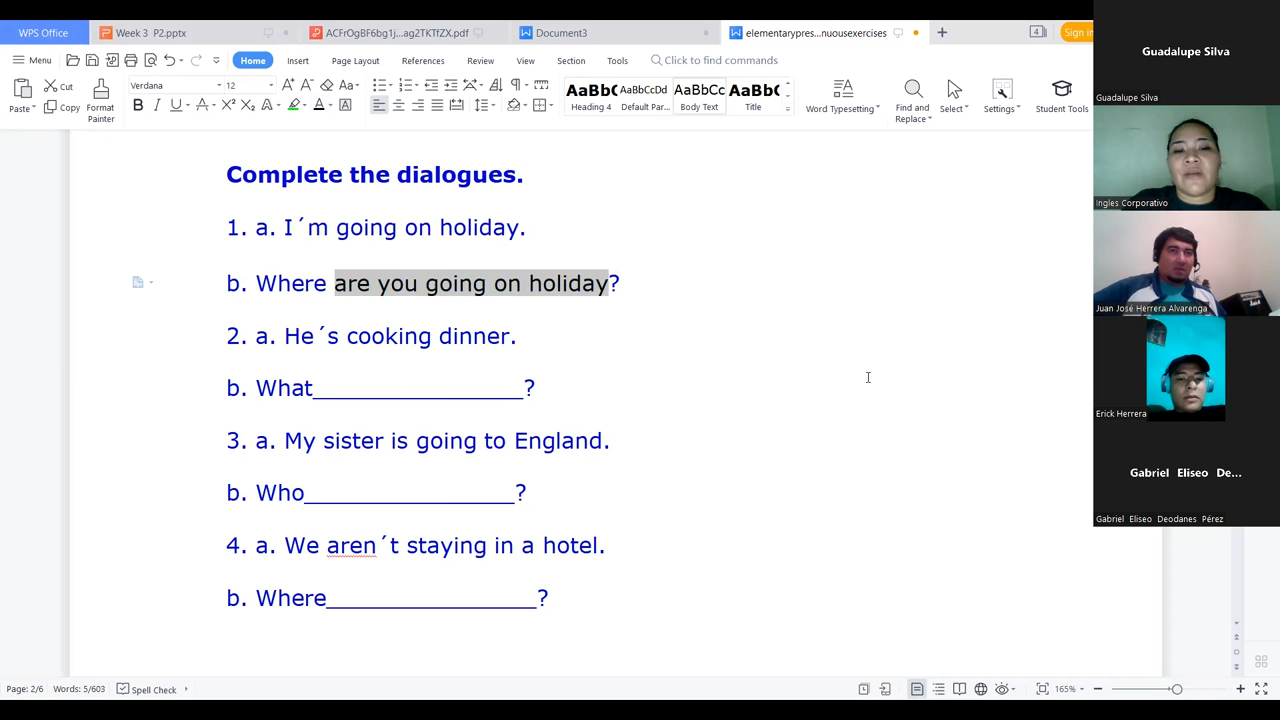 WPS Office
Week 3 P2.pptx
ACFrOg8F6bg1j...ag2TKTfZX.pdf
Document3
elementarypres...nuousexercises
4
Sign in
Menu
Home
Insert
Page Layout
References
Review
View
Section
Tools
Click to find commands
Paste
Cut
Copy
Format Painter
Verdana
12
AaBbC
AaBbCcDd
AaBbCc
AaBbC
Heading 4
Default Par...
Body Text
Title
Word Typesetting
Find and Replace
Select
Settings
Student Tools
Complete the dialogues.
1. a. I´m going on holiday.
b. Where are you going on holiday?
2. a. He´s cooking dinner.
b. What__________________?
3. a. My sister is going to England.
b. Who__________________?
4. a. We aren´t staying in a hotel.
b. Where__________________?
Page: 2/6
Words: 5/603
Spell Check
165%
Guadalupe Silva
Guadalupe Silva
Ingles Corporativo
Juan José Herrera Alvarenga
Erick Herrera
Gabriel Eliseo De...
Gabriel Eliseo Deodanes Pérez